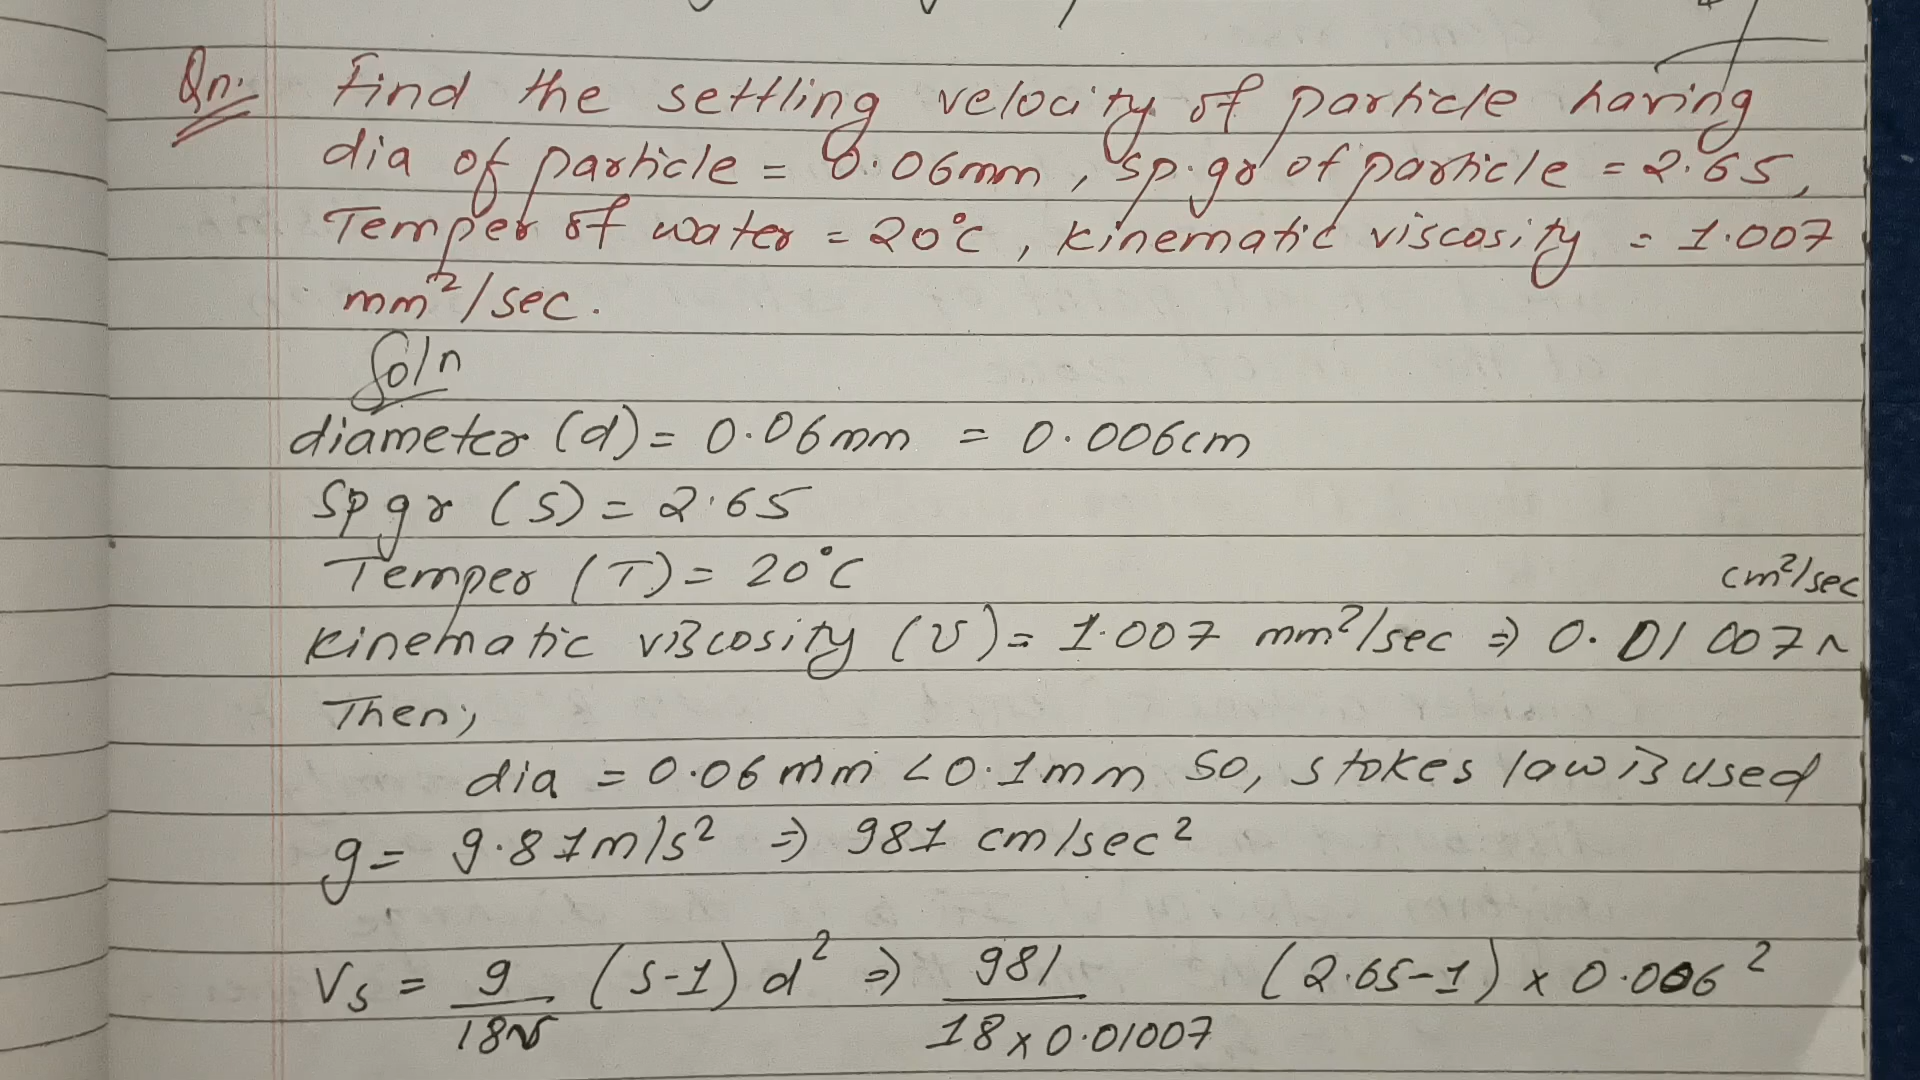 Qn. Find the settling velocity of particle having
dia of particle = 0.06mm, sp.gr of particle = 2.65,
Temper of water = 20°C, kinematic viscosity = 1.007
mm²/sec.
Soln
diameter (d) = 0.06mm = 0.006cm
Sp gr (S) = 2.65
Temper (T) = 20°C
cm²/sec
kinematic viscosity (υ) = 1.007 mm²/sec ⇒ 0.01007
Then;
dia = 0.06 mm < 0.1mm so, stokes law is used
g = 9.81m/s² ⇒ 981 cm/sec²
Vs = g/18υ (S-1) d² ⇒ 981/18x0.01007 (2.65-1) x 0.006²